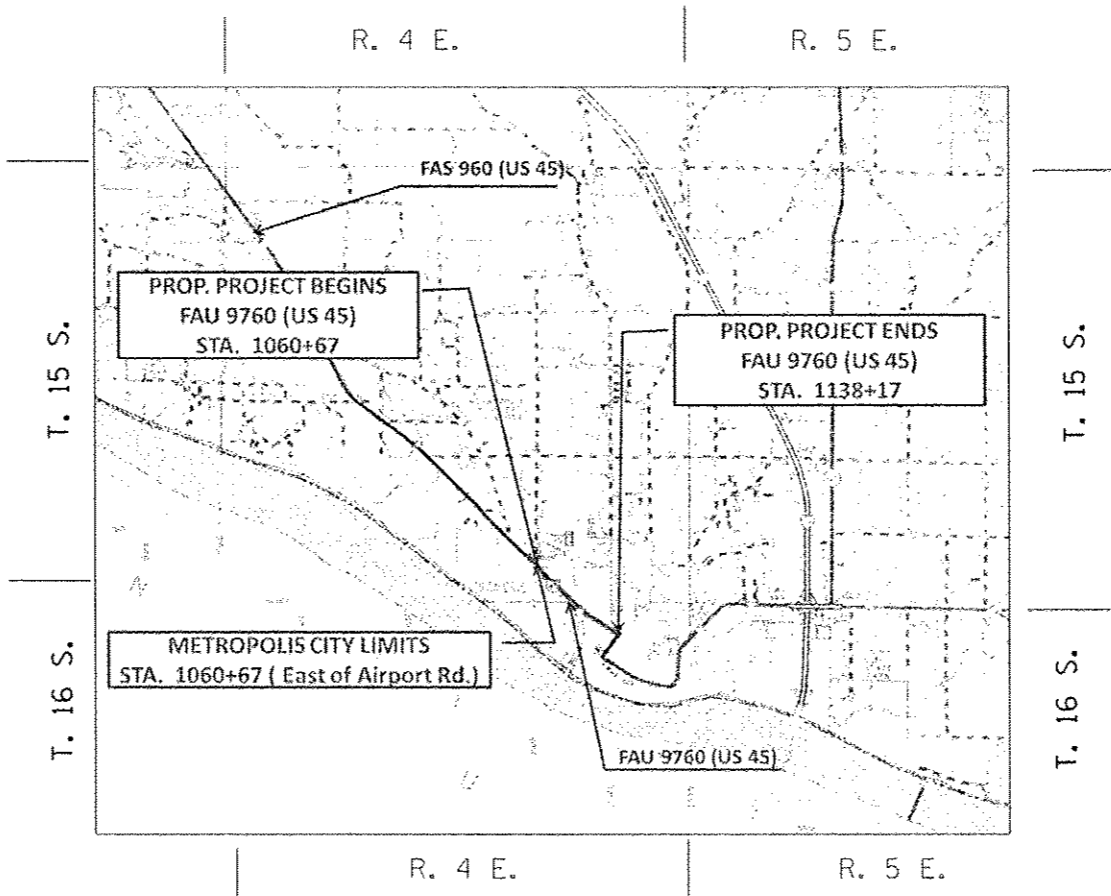 R. 4 E.
R. 5 E.
FAS 960 (US 45)
PROP. PROJECT BEGINS
FAU 9760 (US 45)
STA. 1060+67
PROP. PROJECT ENDS
FAU 9760 (US 45)
STA. 1138+17
T. 15 S.
T. 15 S.
METROPOLIS CITY LIMITS
STA. 1060+67 ( East of Airport Rd.)
T. 16 S.
T. 16 S.
FAU 9760 (US 45)
R. 4 E.
R. 5 E.